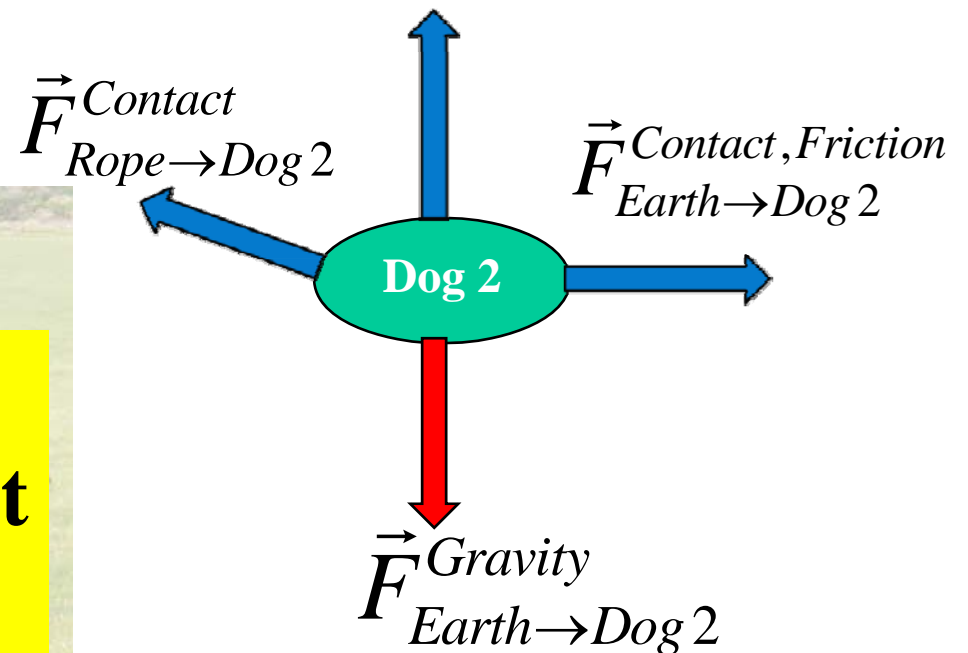 F⃗ Contact Rope→Dog 2
F⃗ Contact, Friction Earth→Dog 2
Dog 2
t
F⃗ Gravity Earth→Dog 2